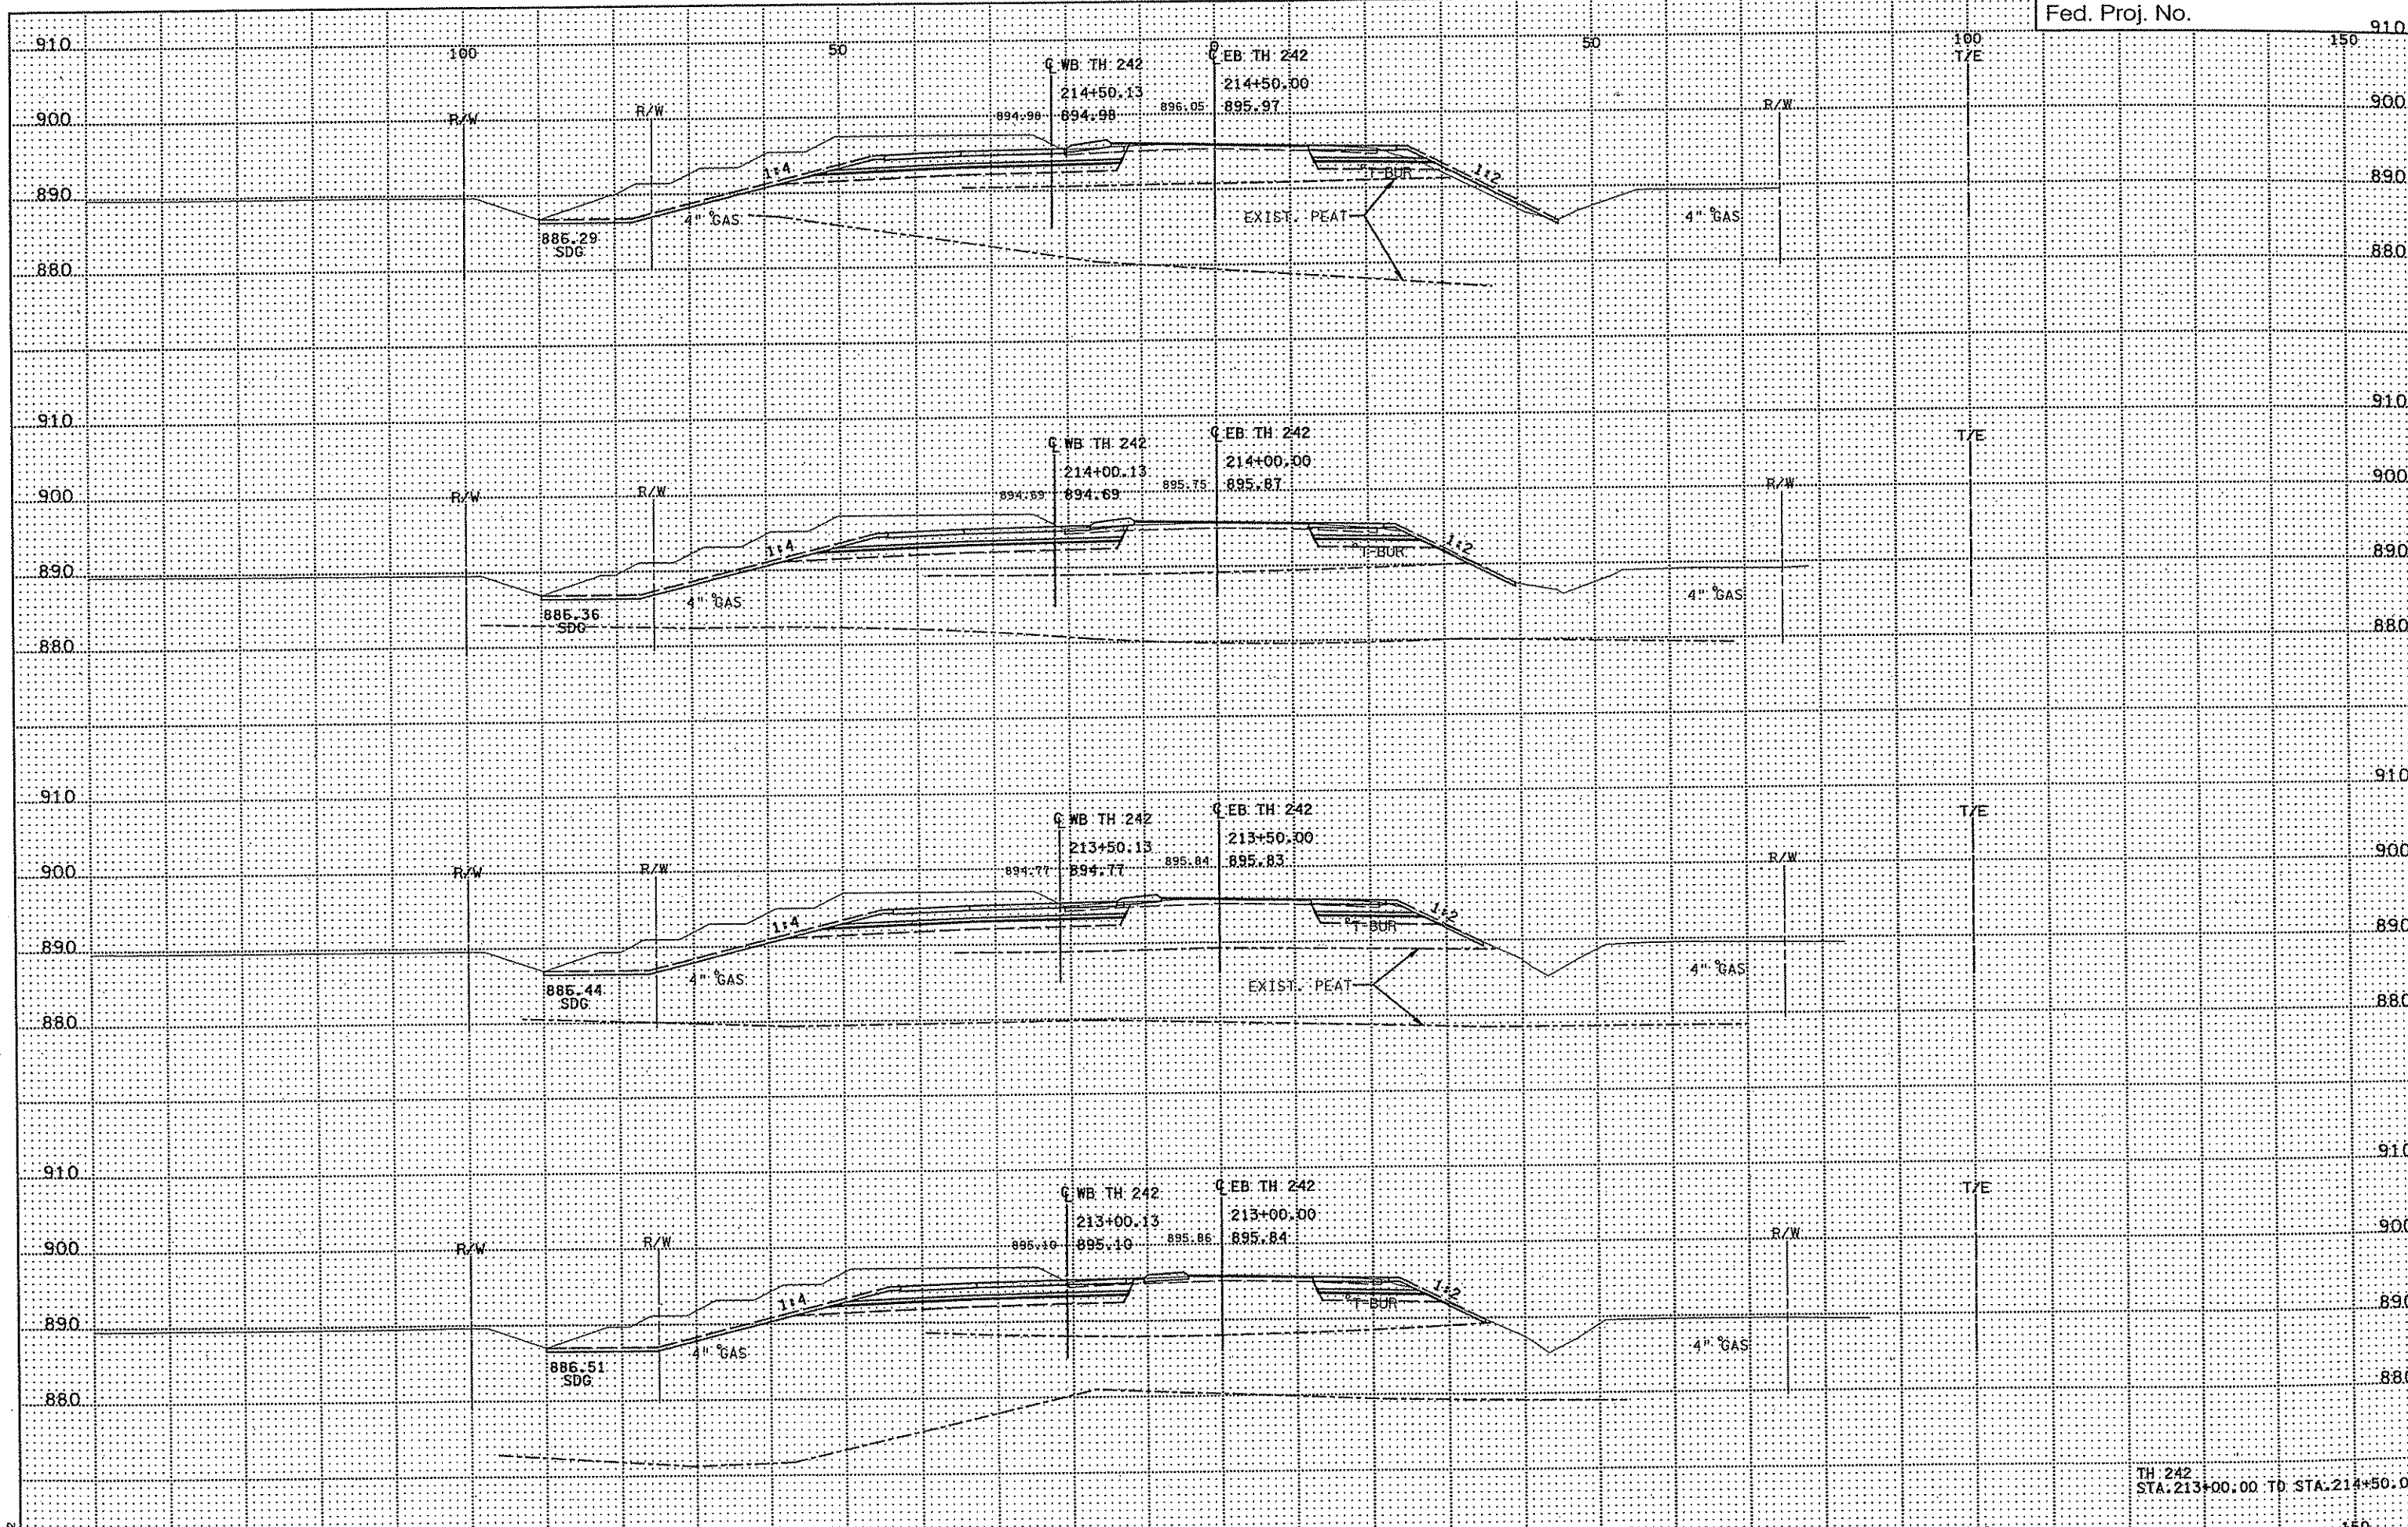 Fed. Proj. No.
910 100 50 0 50 100 150 910
T/E
℄ WB TH 242 ℄ EB TH 242
214+50.13 214+50.00
894.98 894.98 896.05 895.97
900 R/W R/W R/W 900
1:4 1:2
890 °T-BUR 890
4" °GAS EXIST. PEAT 4" °GAS
886.29
SDG
880 880
910 910
℄ WB TH 242 ℄ EB TH 242 T/E
214+00.13 214+00.00
894.69 894.69 895.75 895.87
900 R/W R/W R/W 900
1:4 1:2
890 °T-BUR 890
4" °GAS 4" °GAS
886.36
SDG
880 880
910 910
℄ WB TH 242 ℄ EB TH 242 T/E
213+50.13 213+50.00
894.77 894.77 895.84 895.83
900 R/W R/W R/W 900
1:4 1:2
890 °T-BUR 890
4" °GAS 4" °GAS
886.44 EXIST. PEAT
SDG
880 880
910 910
℄ WB TH 242 ℄ EB TH 242 T/E
213+00.13 213+00.00
895.10 895.10 895.86 895.84
900 R/W R/W R/W 900
1:4 1:2
890 °T-BUR 890
4" °GAS 4" °GAS
886.51
SDG
880 880
TH 242
STA.213+00.00 TO STA.214+50.0
150